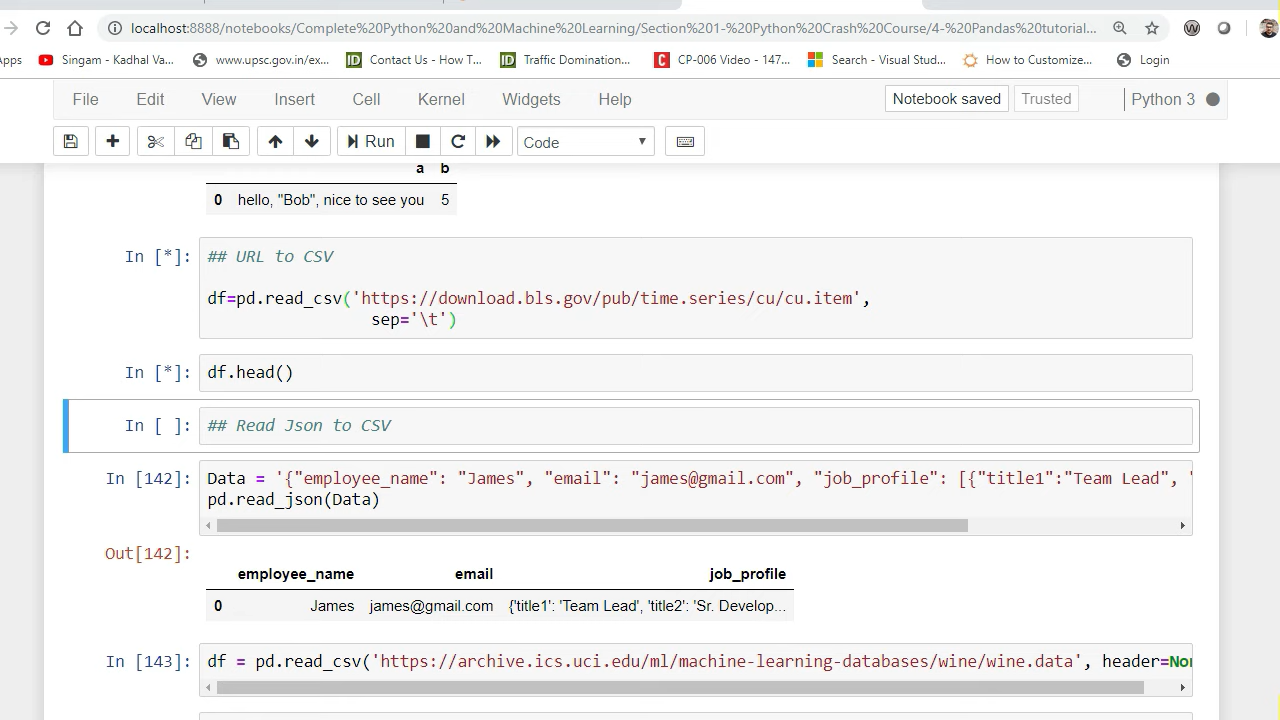 localhost:8888/notebooks/Complete%20Python%20and%20Machine%20Learning/Section%201-%20Python%20Crash%20Course/4-%20Pandas%20tutorial...
Apps Singam - Kadhal Va... www.upsc.gov.in/ex... ID Contact Us - How T... ID Traffic Domination... C CP-006 Video - 147... Search - Visual Stud... How to Customize... Login
File Edit View Insert Cell Kernel Widgets Help Notebook saved Trusted Python 3
Run Code
a b
0 hello, "Bob", nice to see you 5
In [*]: ## URL to CSV
df=pd.read_csv('https://download.bls.gov/pub/time.series/cu/cu.item',
sep='\t')
In [*]: df.head()
In [ ]: ## Read Json to CSV
In [142]: Data = '{"employee_name": "James", "email": "james@gmail.com", "job_profile": [{"title1":"Team Lead", "
pd.read_json(Data)
Out[142]:
employee_name email job_profile
0 James james@gmail.com {'title1': 'Team Lead', 'title2': 'Sr. Develop...
In [143]: df = pd.read_csv('https://archive.ics.uci.edu/ml/machine-learning-databases/wine/wine.data', header=Non